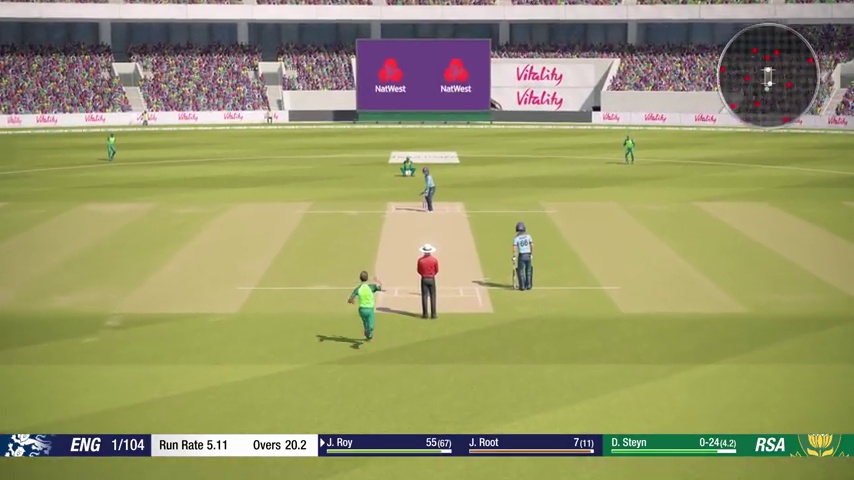 NatWest NatWest
Vitality
Vitality
66
ENG 1/104 Run Rate 5.11 Overs 20.2 J. Roy 55(67) J. Root 7(11) D. Steyn 0-24(4.2) RSA